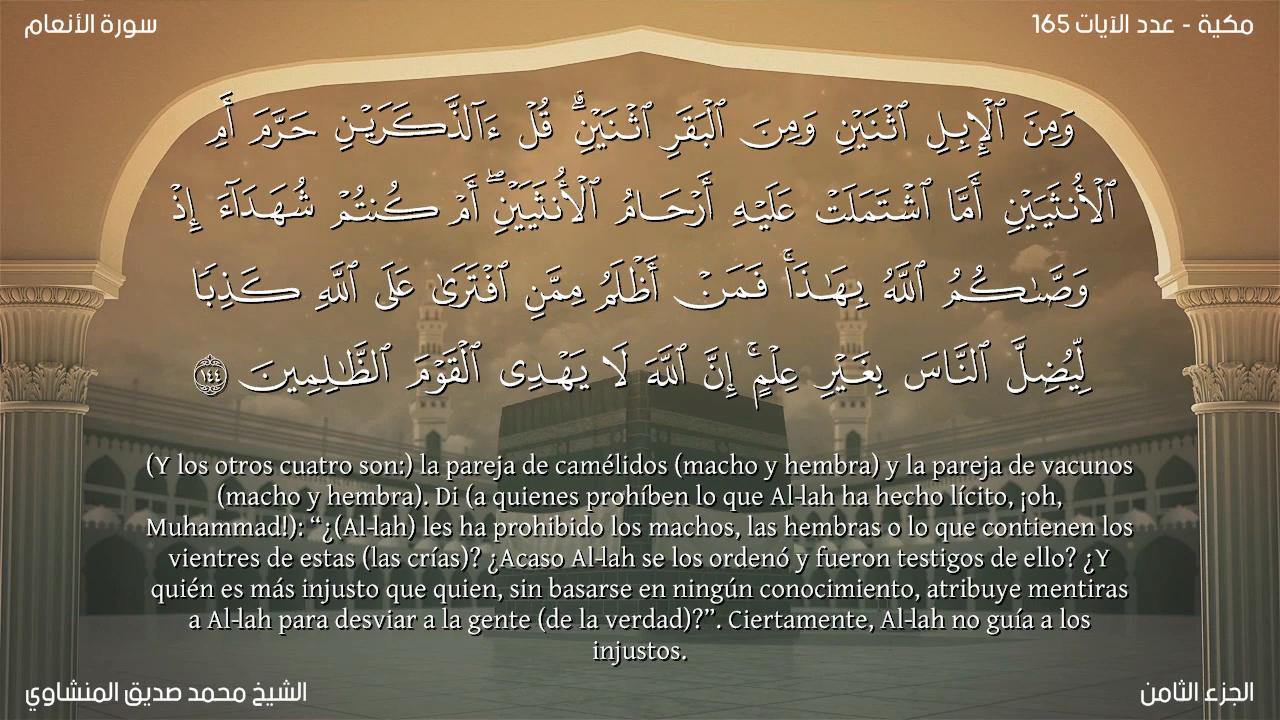 سورة الأنعام
مكية - عدد الآيات 165
وَمِنَ ٱلْإِبِلِ ٱثْنَيْنِ وَمِنَ ٱلْبَقَرِ ٱثْنَيْنِ ۗ قُلْ ءَآلذَّكَرَيْنِ حَرَّمَ أَمِ
ٱلْأُنثَيَيْنِ أَمَّا ٱشْتَمَلَتْ عَلَيْهِ أَرْحَامُ ٱلْأُنثَيَيْنِ ۖ أَمْ كُنتُمْ شُهَدَآءَ إِذْ
وَصَّىٰكُمُ ٱللَّهُ بِهَـٰذَا ۚ فَمَنْ أَظْلَمُ مِمَّنِ ٱفْتَرَىٰ عَلَى ٱللَّهِ كَذِبًا
لِّيُضِلَّ ٱلنَّاسَ بِغَيْرِ عِلْمٍ ۚ إِنَّ ٱللَّهَ لَا يَهْدِى ٱلْقَوْمَ ٱلظَّـٰلِمِينَ ١٤٤
(Y los otros cuatro son:) la pareja de camélidos (macho y hembra) y la pareja de vacunos
(macho y hembra). Di (a quienes prohíben lo que Al-lah ha hecho lícito, ¡oh,
Muhammad!): “¿(Al-lah) les ha prohibido los machos, las hembras o lo que contienen los
vientres de estas (las crías)? ¿Acaso Al-lah se los ordenó y fueron testigos de ello? ¿Y
quién es más injusto que quien, sin basarse en ningún conocimiento, atribuye mentiras
a Al-lah para desviar a la gente (de la verdad)?”. Ciertamente, Al-lah no guía a los
injustos.
الشيخ محمد صديق المنشاوي
الجزء الثامن